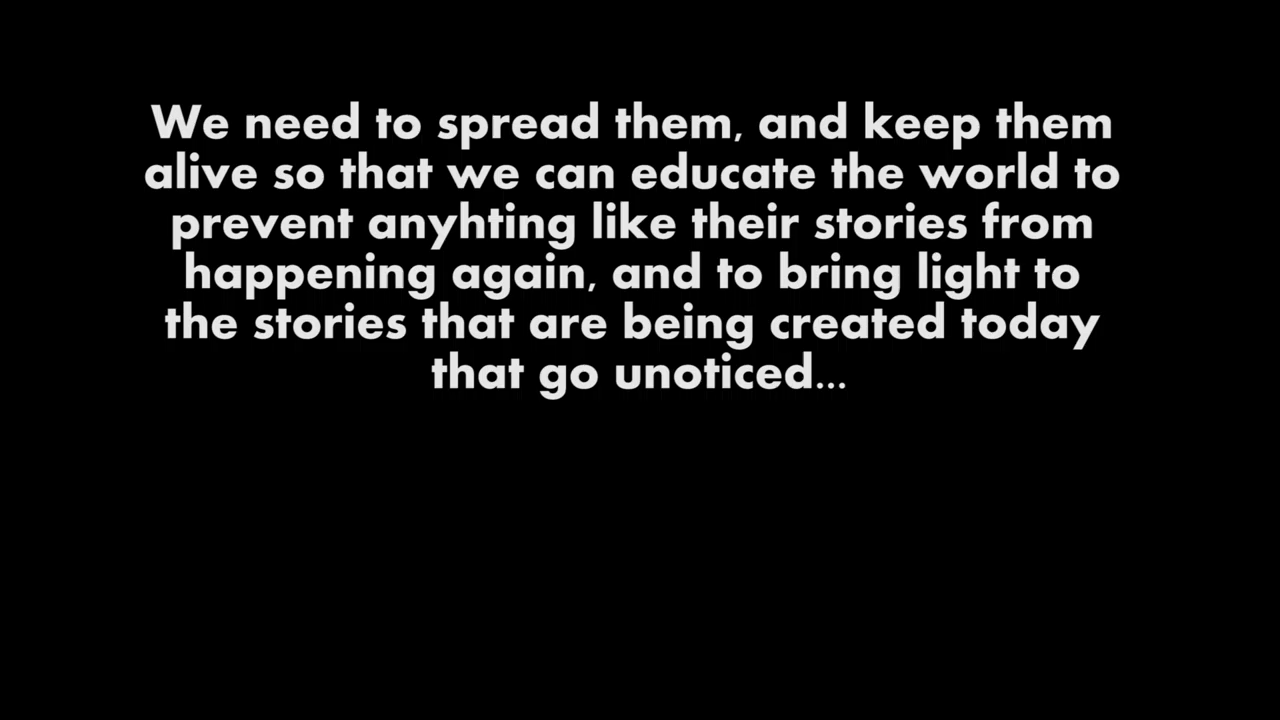 We need to spread them, and keep them
alive so that we can educate the world to
prevent anyhting like their stories from
happening again, and to bring light to
the stories that are being created today
that go unoticed...